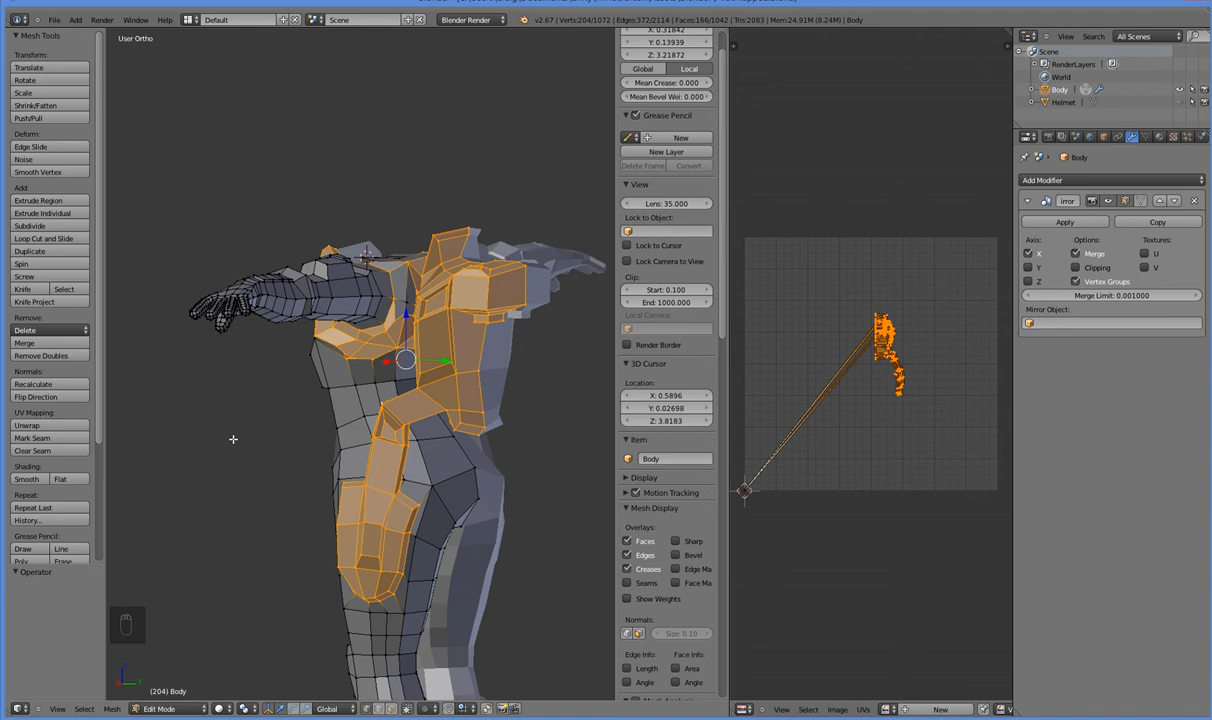 File Add Render Window Help Default Scene Blender Render v2.67 | Verts:204/1072 | Edges:372/2114 | Faces:166/1042 | Tris:2083 | Mem:24.91M (8.24M) | Body
Mesh Tools
Transform:
Translate
Rotate
Scale
Shrink/Fatten
Push/Pull
Deform:
Edge Slide
Noise
Smooth Vertex
Add:
Extrude Region
Extrude Individual
Subdivide
Loop Cut and Slide
Duplicate
Spin
Screw
Knife Select
Knife Project
Remove:
Delete
Merge
Remove Doubles
Normals:
Recalculate
Flip Direction
UV Mapping:
Unwrap
Mark Seam
Clear Seam
Shading:
Smooth Flat
Repeat:
Repeat Last
History...
Grease Pencil:
Draw Line
Poly Erase
Operator
User Ortho
(204) Body
View Select Mesh Edit Mode Global
X: 0.31842
Y: 0.13939
Z: 3.21872
Global Local
Mean Crease: 0.000
Mean Bevel Wei: 0.000
Grease Pencil
New
New Layer
Delete Frame Convert
View
Lens: 35.000
Lock to Object:
Lock to Cursor
Lock Camera to View
Clip:
Start: 0.100
End: 1000.000
Local Camera:
Render Border
3D Cursor
Location:
X: 0.5896
Y: 0.02698
Z: 3.8183
Item
Body
Display
Motion Tracking
Mesh Display
Overlays:
Faces Sharp
Edges Bevel
Creases Edge Ma
Seams Face Ma
Show Weights
Normals:
Size: 0.10
Edge Info: Face Info:
Length Area
Angle Angle
View Select Image UVs New
View Search All Scenes
Scene
RenderLayers
World
Body
Helmet
Body
Add Modifier
irror
Apply Copy
Axis: Options: Textures:
X Merge U
Y Clipping V
Z Vertex Groups
Merge Limit: 0.001000
Mirror Object: